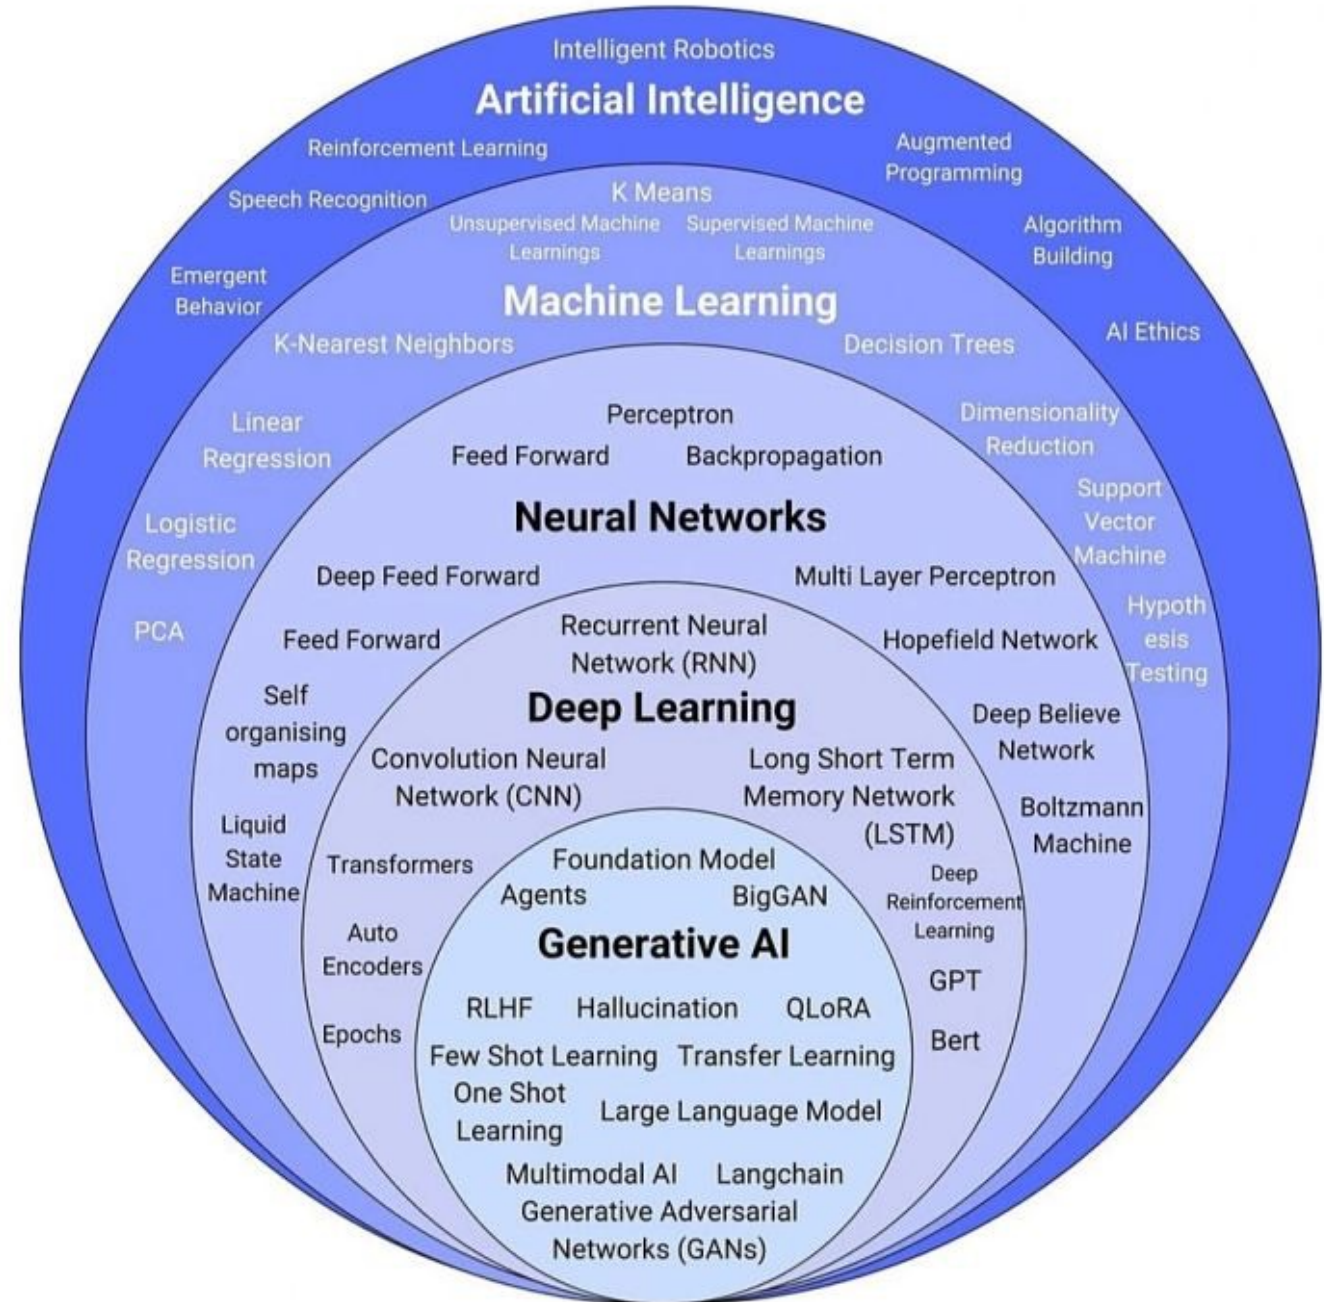 Intelligent Robotics
Artificial Intelligence
Reinforcement Learning
Augmented
Programming
Speech Recognition
Algorithm
Building
Emergent
Behavior
AI Ethics
K Means
Unsupervised Machine
Learnings
Supervised Machine
Learnings
Machine Learning
K-Nearest Neighbors
Decision Trees
Linear
Regression
Dimensionality
Reduction
Logistic
Regression
Support
Vector
Machine
PCA
Hypoth
esis
Testing
Perceptron
Feed Forward
Backpropagation
Neural Networks
Deep Feed Forward
Multi Layer Perceptron
Feed Forward
Hopefield Network
Self
organising
maps
Deep Believe
Network
Liquid
State
Machine
Boltzmann
Machine
Recurrent Neural
Network (RNN)
Deep Learning
Convolution Neural
Network (CNN)
Long Short Term
Memory Network
(LSTM)
Transformers
Deep
Reinforcement
Learning
Auto
Encoders
GPT
Epochs
Bert
Foundation Model
Agents
BigGAN
Generative AI
RLHF
Hallucination
QLoRA
Few Shot Learning
Transfer Learning
One Shot
Learning
Large Language Model
Multimodal AI
Langchain
Generative Adversarial
Networks (GANs)